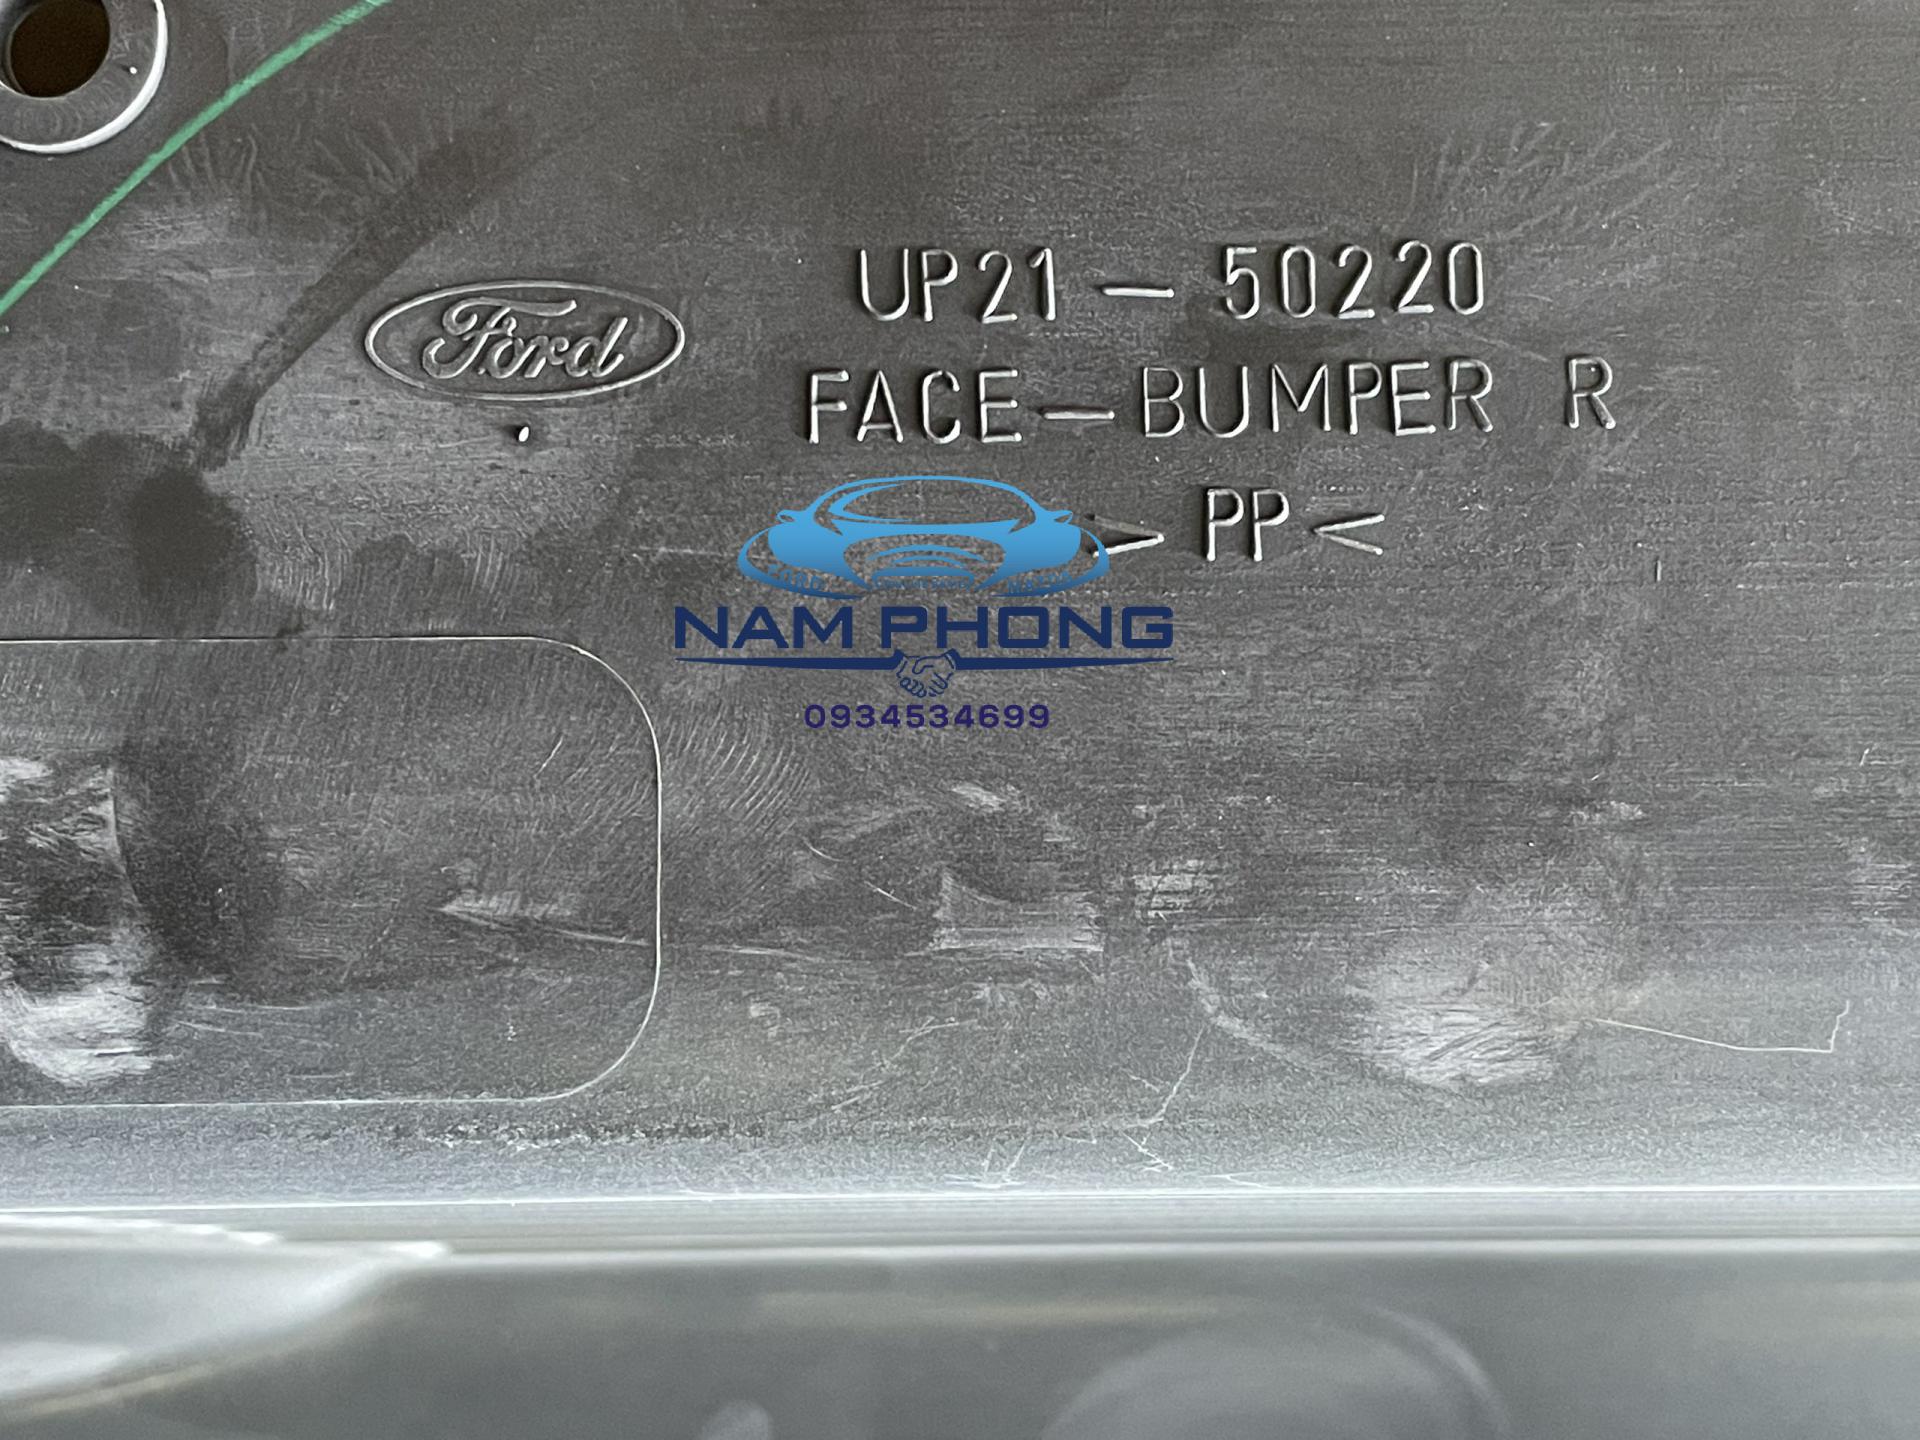 Ford
UP21-50220
FACE-BUMPER R
>PP<
NAM PHONG
0934534699